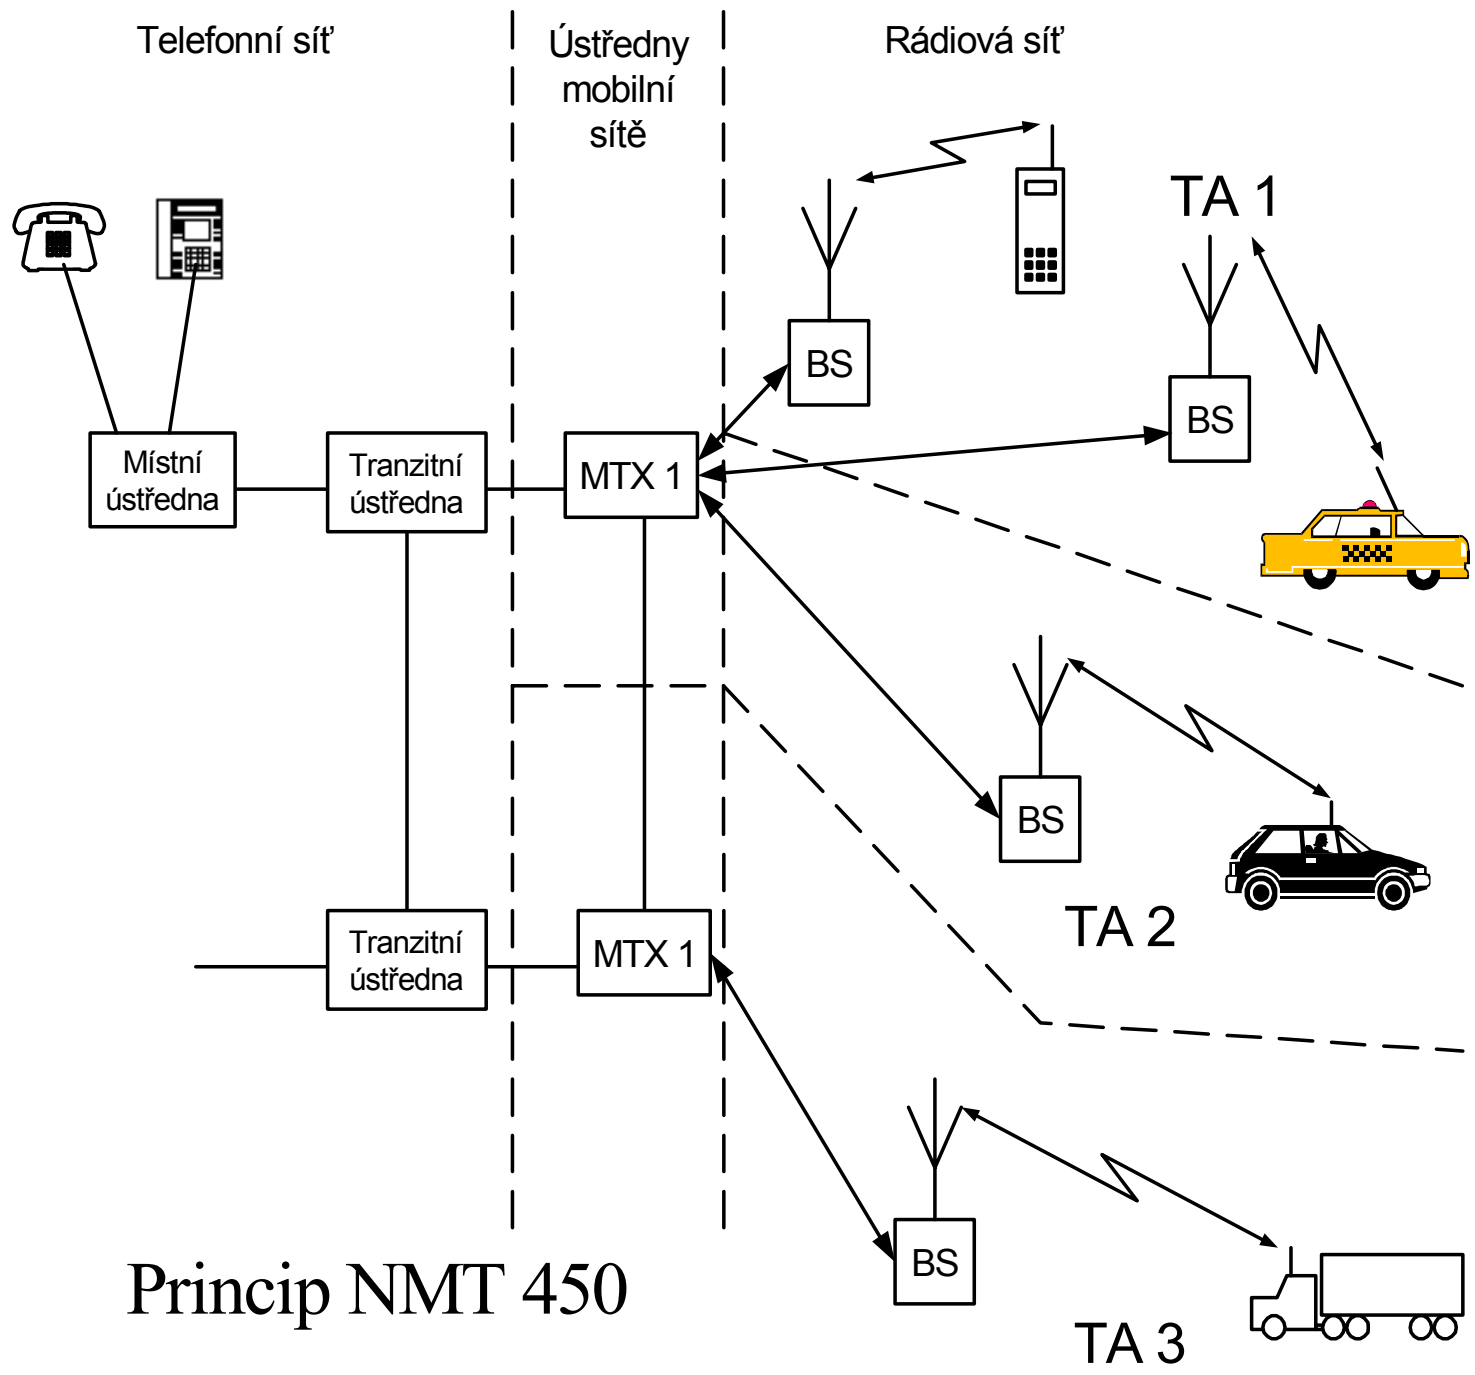 Telefonní síť
Ústředny
mobilní
sítě
Rádiová síť
TA 1
BS
BS
Místní
ústředna
Tranzitní
ústředna
MTX 1
BS
TA 2
Tranzitní
ústředna
MTX 1
BS
Princip NMT 450
TA 3